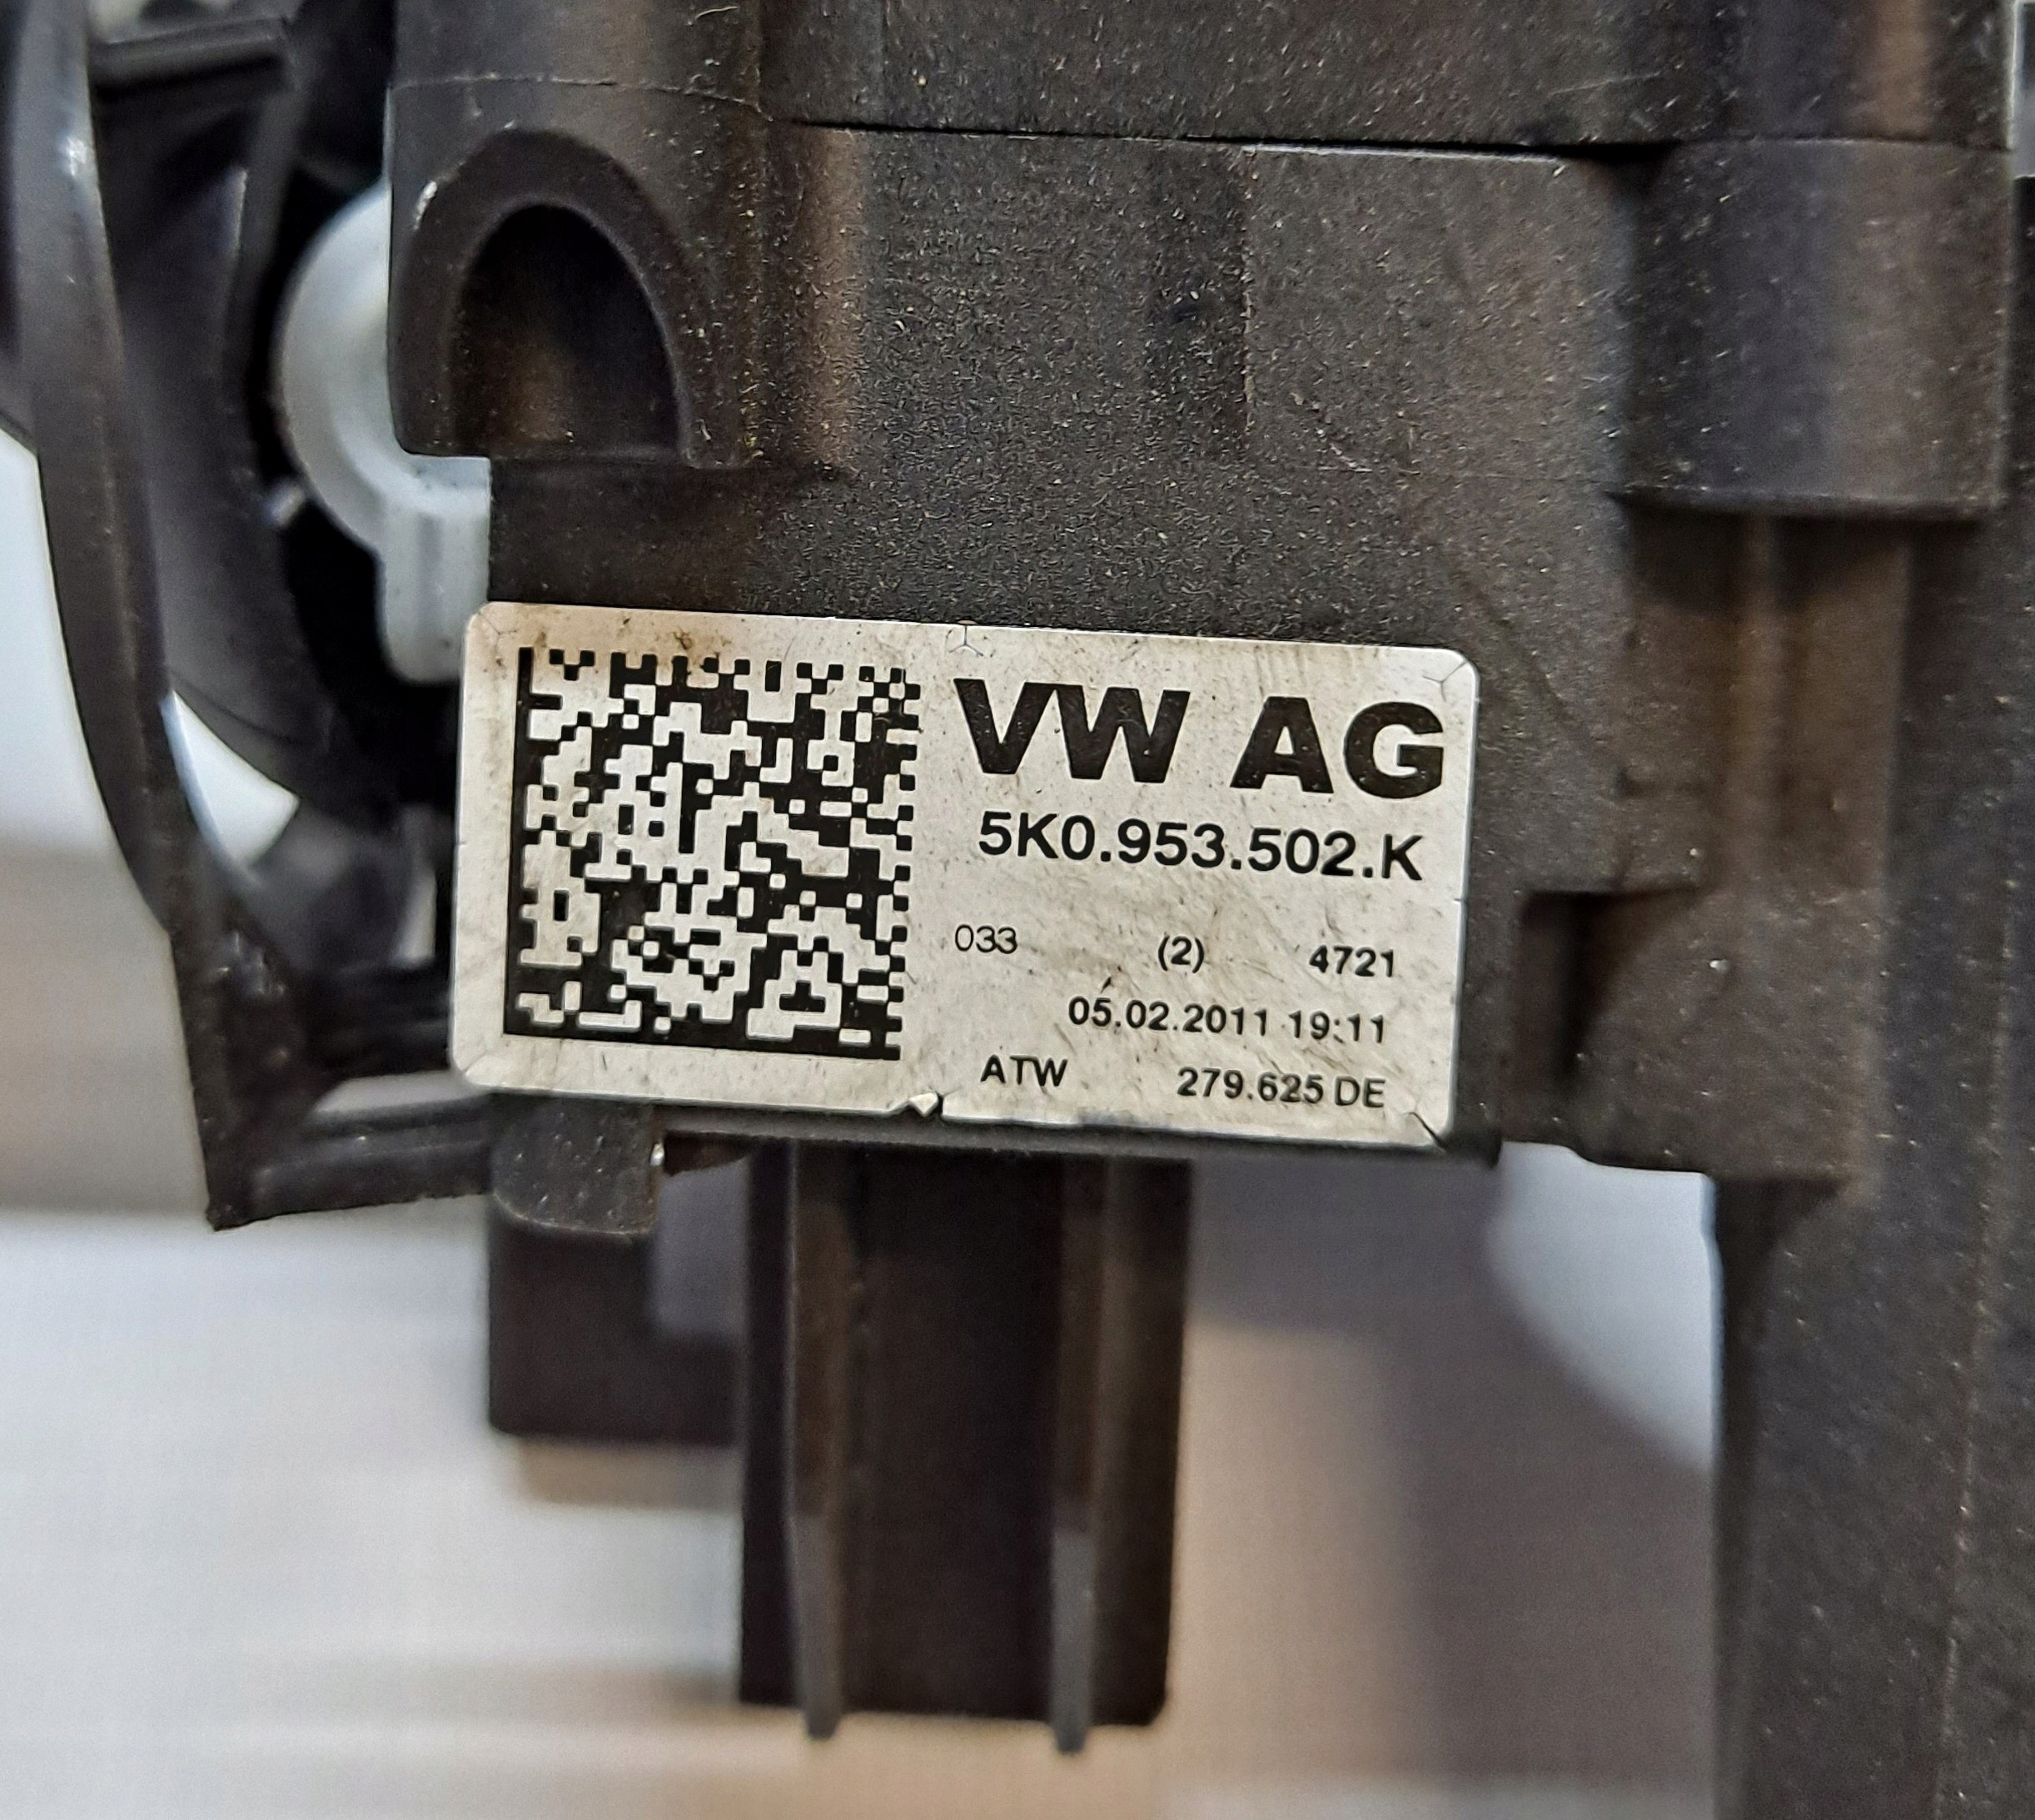 VW AG
5K0.953.502.K
033 (2) 4721
05.02.2011 19:11
ATW 279.625 DE